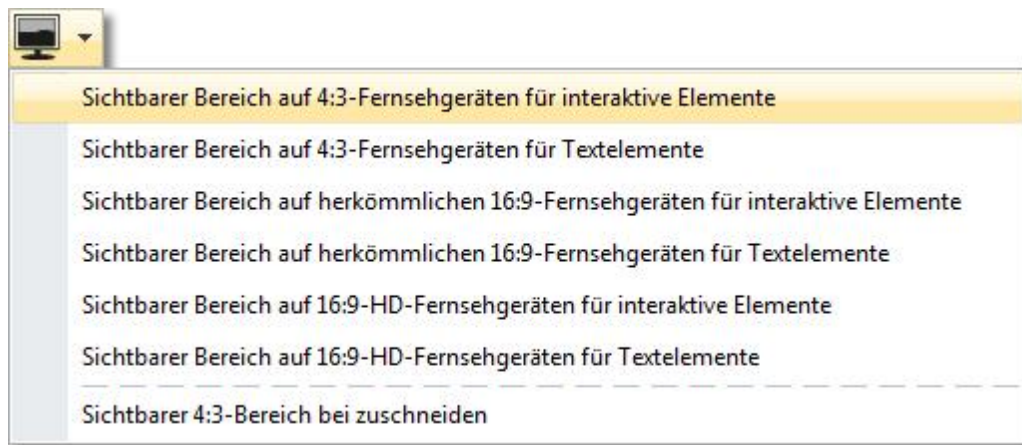 Sichtbarer Bereich auf 4:3-Fernsehgeräten für interaktive Elemente
Sichtbarer Bereich auf 4:3-Fernsehgeräten für Textelemente
Sichtbarer Bereich auf herkömmlichen 16:9-Fernsehgeräten für interaktive Elemente
Sichtbarer Bereich auf herkömmlichen 16:9-Fernsehgeräten für Textelemente
Sichtbarer Bereich auf 16:9-HD-Fernsehgeräten für interaktive Elemente
Sichtbarer Bereich auf 16:9-HD-Fernsehgeräten für Textelemente
Sichtbarer 4:3-Bereich bei zuschneiden